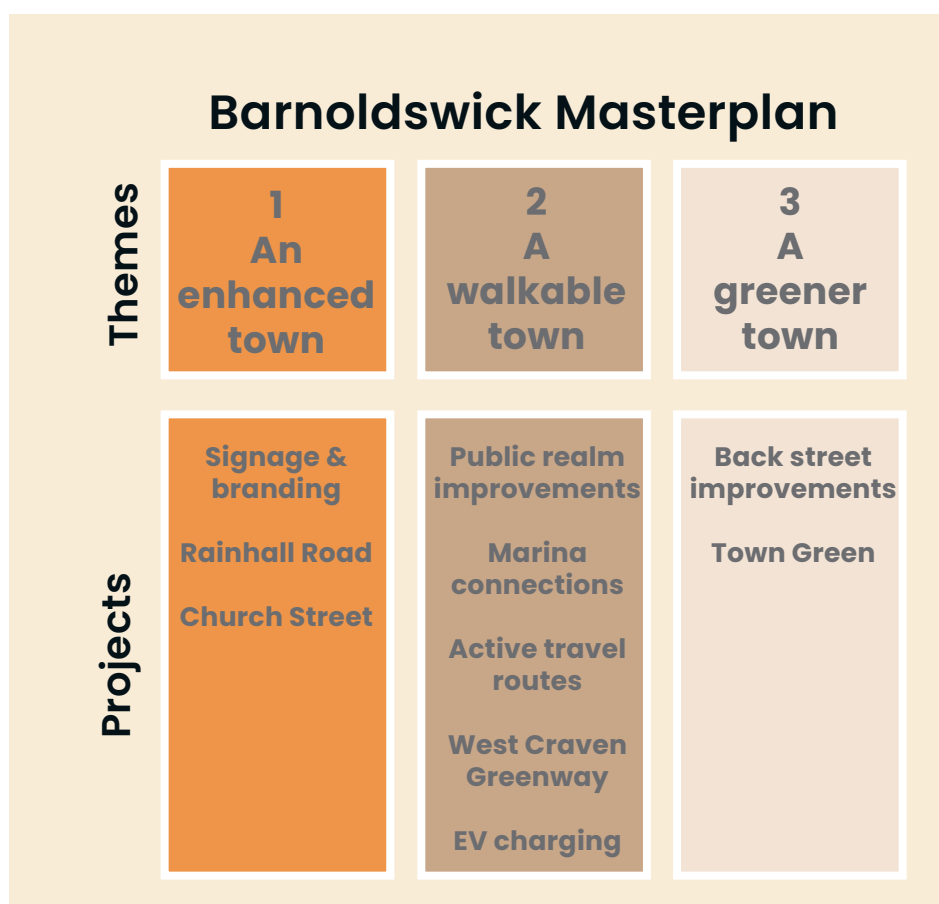 Barnoldswick Masterplan
Themes
1
An
enhanced
town
2
A
walkable
town
3
A
greener
town
Projects
Signage &
branding
Rainhall Road
Church Street
Public realm
improvements
Marina
connections
Active travel
routes
West Craven
Greenway
EV charging
Back street
improvements
Town Green